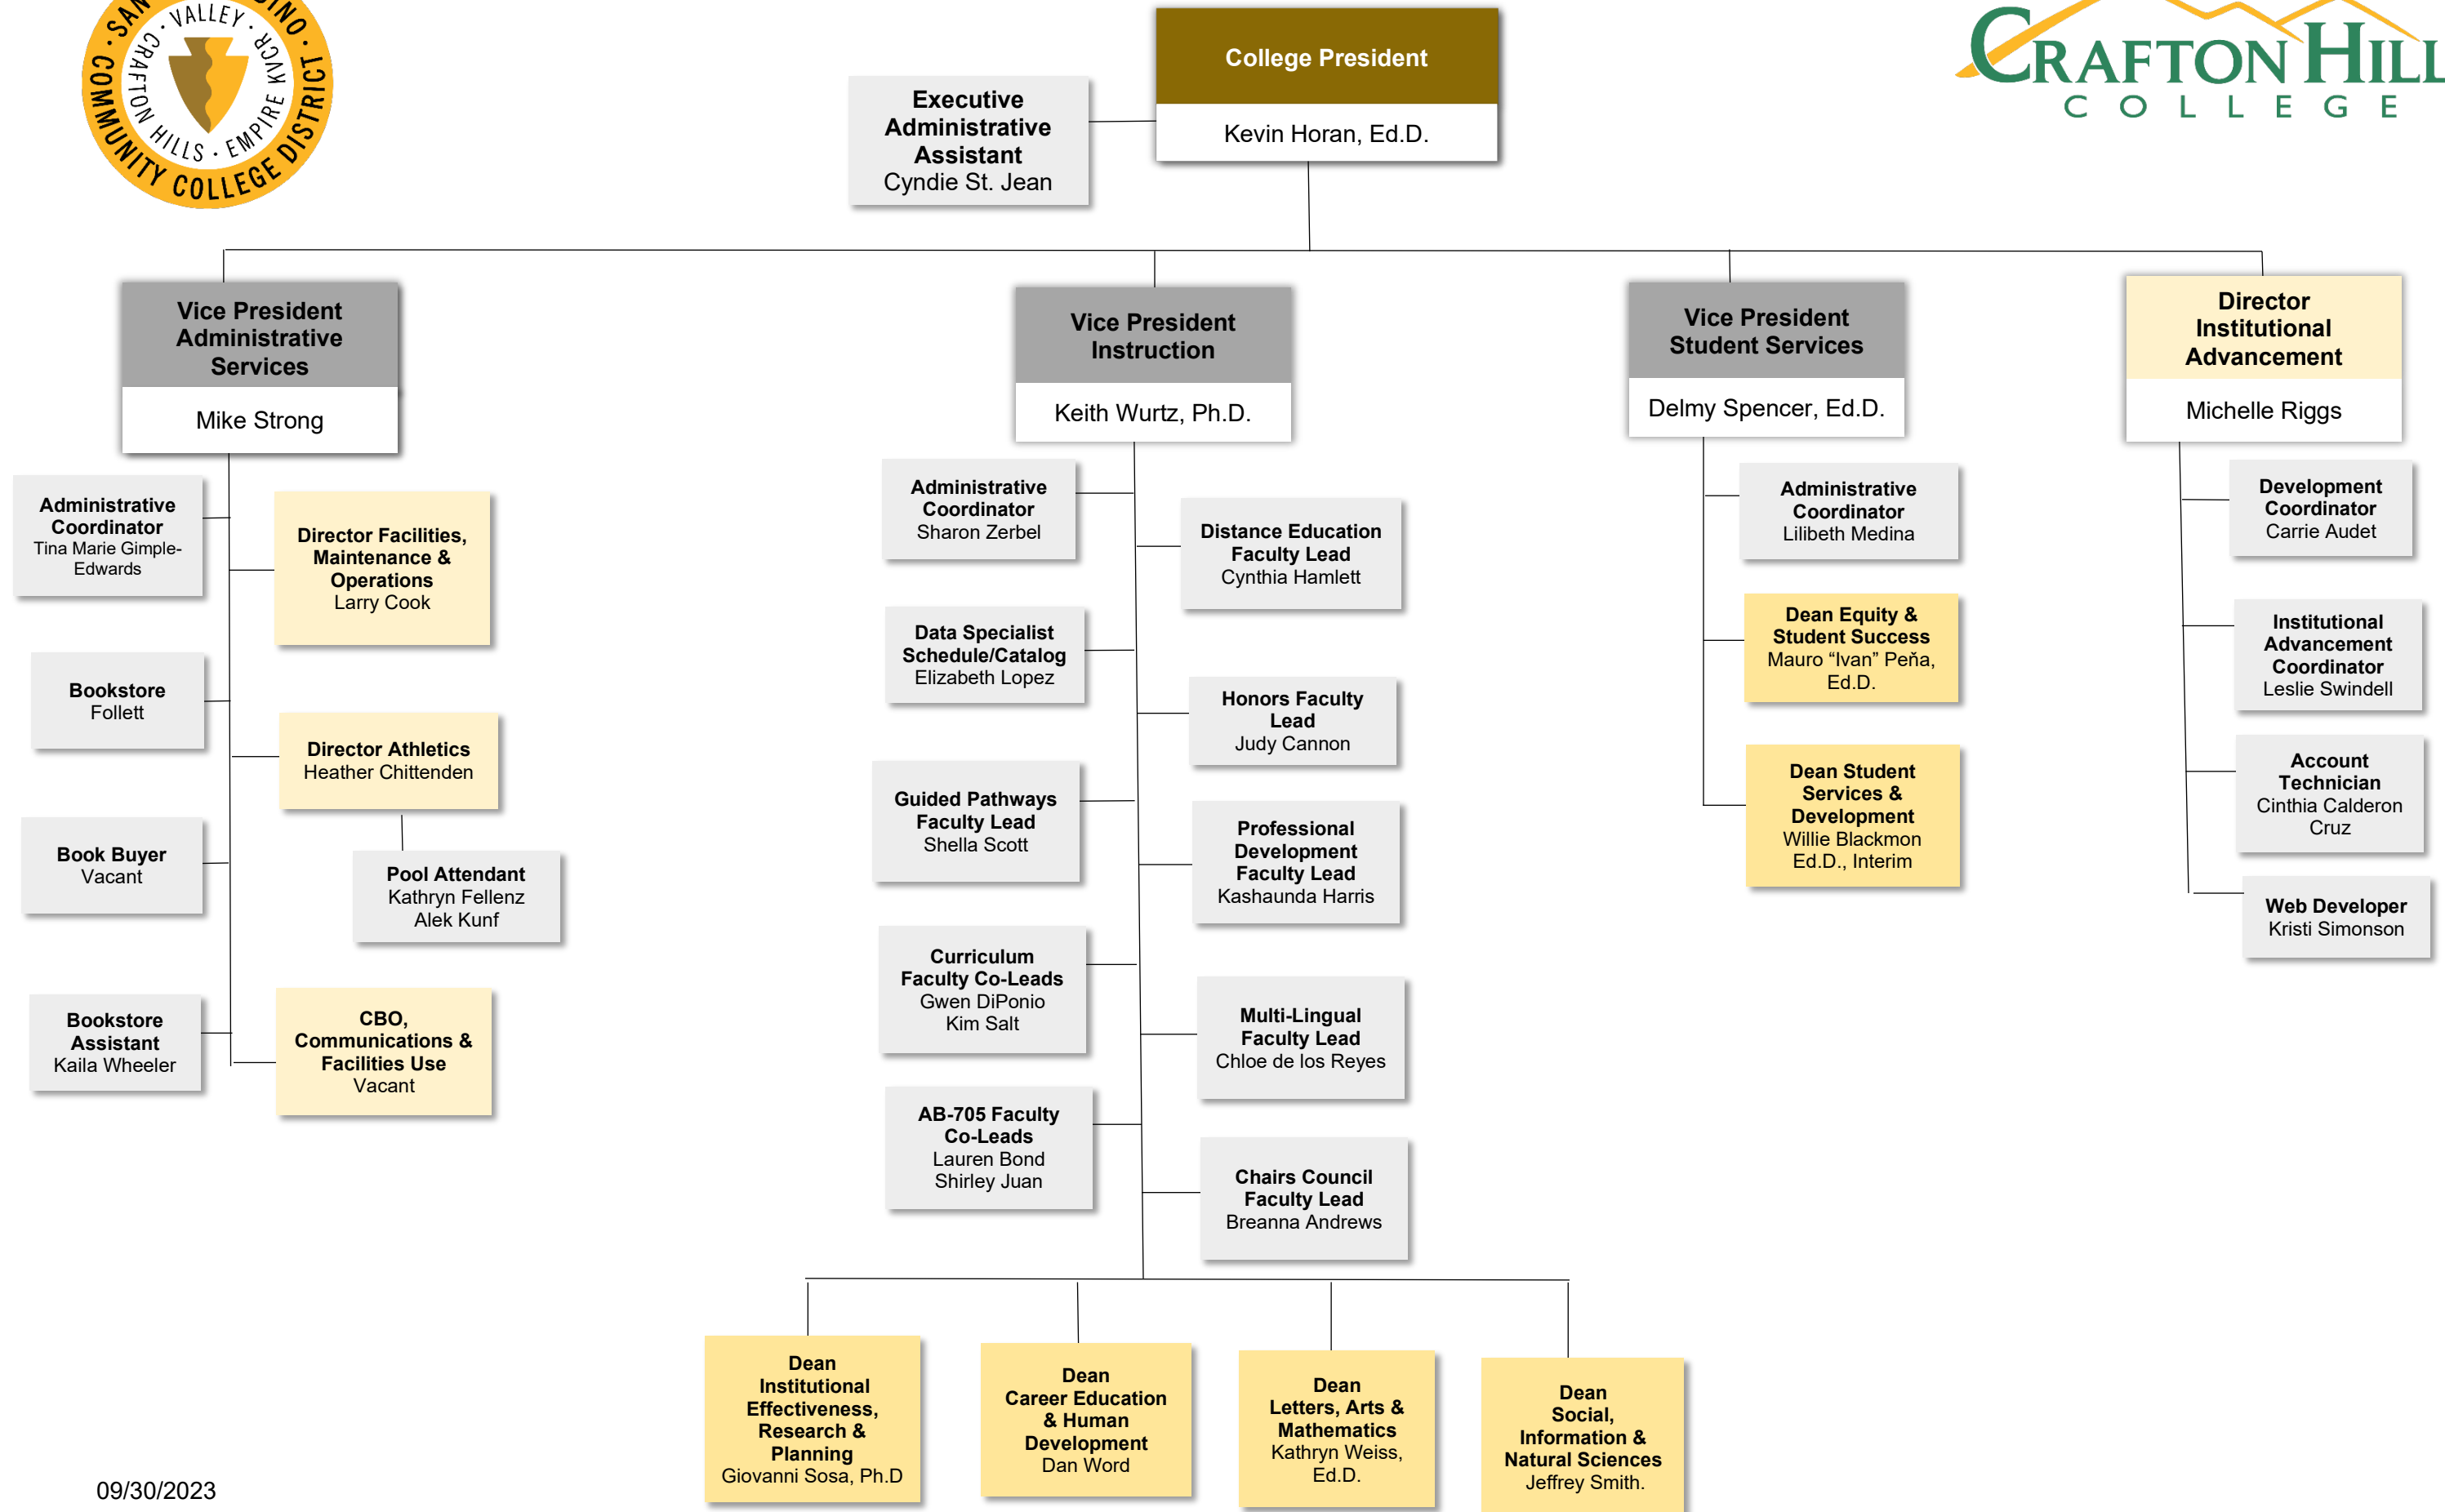 SAN
DINO · DISTRICT
· COMMUNITY COLLEGE
· VALLEY · KVCR
CRAFTON HILLS · EMPIRE
CRAFTON HILL
COLLEGE
College President
Kevin Horan, Ed.D.
Executive
Administrative
Assistant
Cyndie St. Jean
Vice President
Administrative
Services
Mike Strong
Administrative
Coordinator
Tina Marie Gimple-
Edwards
Director Facilities,
Maintenance &
Operations
Larry Cook
Bookstore
Follett
Director Athletics
Heather Chittenden
Book Buyer
Vacant
Pool Attendant
Kathryn Fellenz
Alek Kunf
Bookstore
Assistant
Kaila Wheeler
CBO,
Communications &
Facilities Use
Vacant
Vice President
Instruction
Keith Wurtz, Ph.D.
Administrative
Coordinator
Sharon Zerbel
Distance Education
Faculty Lead
Cynthia Hamlett
Data Specialist
Schedule/Catalog
Elizabeth Lopez
Honors Faculty
Lead
Judy Cannon
Guided Pathways
Faculty Lead
Shella Scott
Professional
Development
Faculty Lead
Kashaunda Harris
Curriculum
Faculty Co-Leads
Gwen DiPonio
Kim Salt
Multi-Lingual
Faculty Lead
Chloe de los Reyes
AB-705 Faculty
Co-Leads
Lauren Bond
Shirley Juan
Chairs Council
Faculty Lead
Breanna Andrews
Dean
Institutional
Effectiveness,
Research &
Planning
Giovanni Sosa, Ph.D
Dean
Career Education
& Human
Development
Dan Word
Dean
Letters, Arts &
Mathematics
Kathryn Weiss,
Ed.D.
Dean
Social,
Information &
Natural Sciences
Jeffrey Smith.
Vice President
Student Services
Delmy Spencer, Ed.D.
Administrative
Coordinator
Lilibeth Medina
Dean Equity &
Student Success
Mauro “Ivan” Peňa,
Ed.D.
Dean Student
Services &
Development
Willie Blackmon
Ed.D., Interim
Director
Institutional
Advancement
Michelle Riggs
Development
Coordinator
Carrie Audet
Institutional
Advancement
Coordinator
Leslie Swindell
Account
Technician
Cinthia Calderon
Cruz
Web Developer
Kristi Simonson
09/30/2023